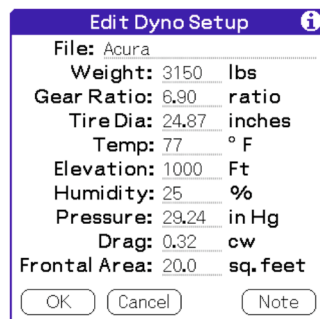 Edit Dyno Setup i
File: Acura
Weight: 3150 lbs
Gear Ratio: 6.90 ratio
Tire Dia: 24.87 inches
Temp: 77 ° F
Elevation: 1000 Ft
Humidity: 25 %
Pressure: 29.24 in Hg
Drag: 0.32 cw
Frontal Area: 20.0 sq. feet
OK Cancel Note